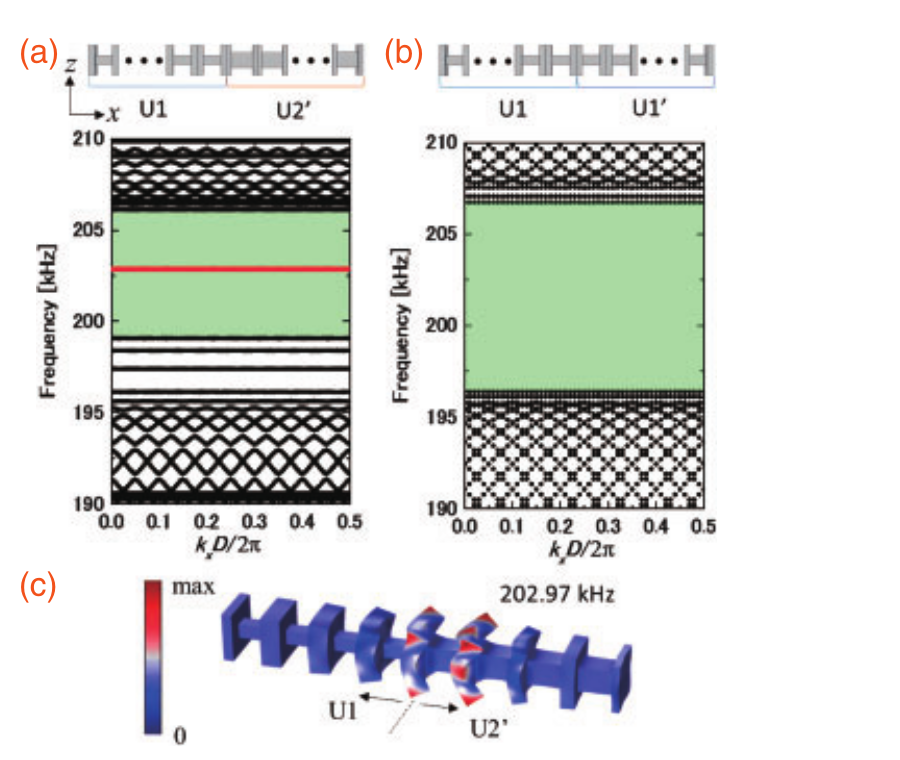 (a)
z
x
U1 U2′
210
205
200
195
190
Frequency [kHz]
0.0 0.1 0.2 0.3 0.4 0.5
kₓD/2π
(b)
U1 U1′
210
205
200
195
190
Frequency [kHz]
0.0 0.1 0.2 0.3 0.4 0.5
kₓD/2π
(c)
max
0
202.97 kHz
U1
U2’